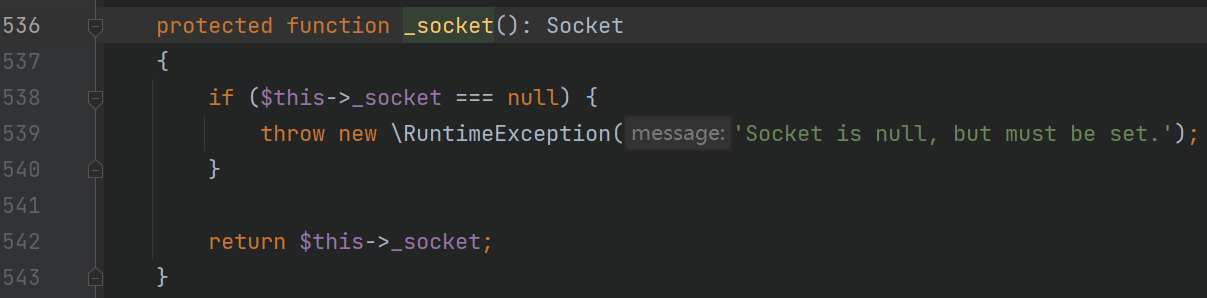 536 protected function _socket(): Socket
537 {
538 if ($this->_socket === null) {
539 throw new \RuntimeException( message: 'Socket is null, but must be set.');
540 }
541
542 return $this->_socket;
543 }